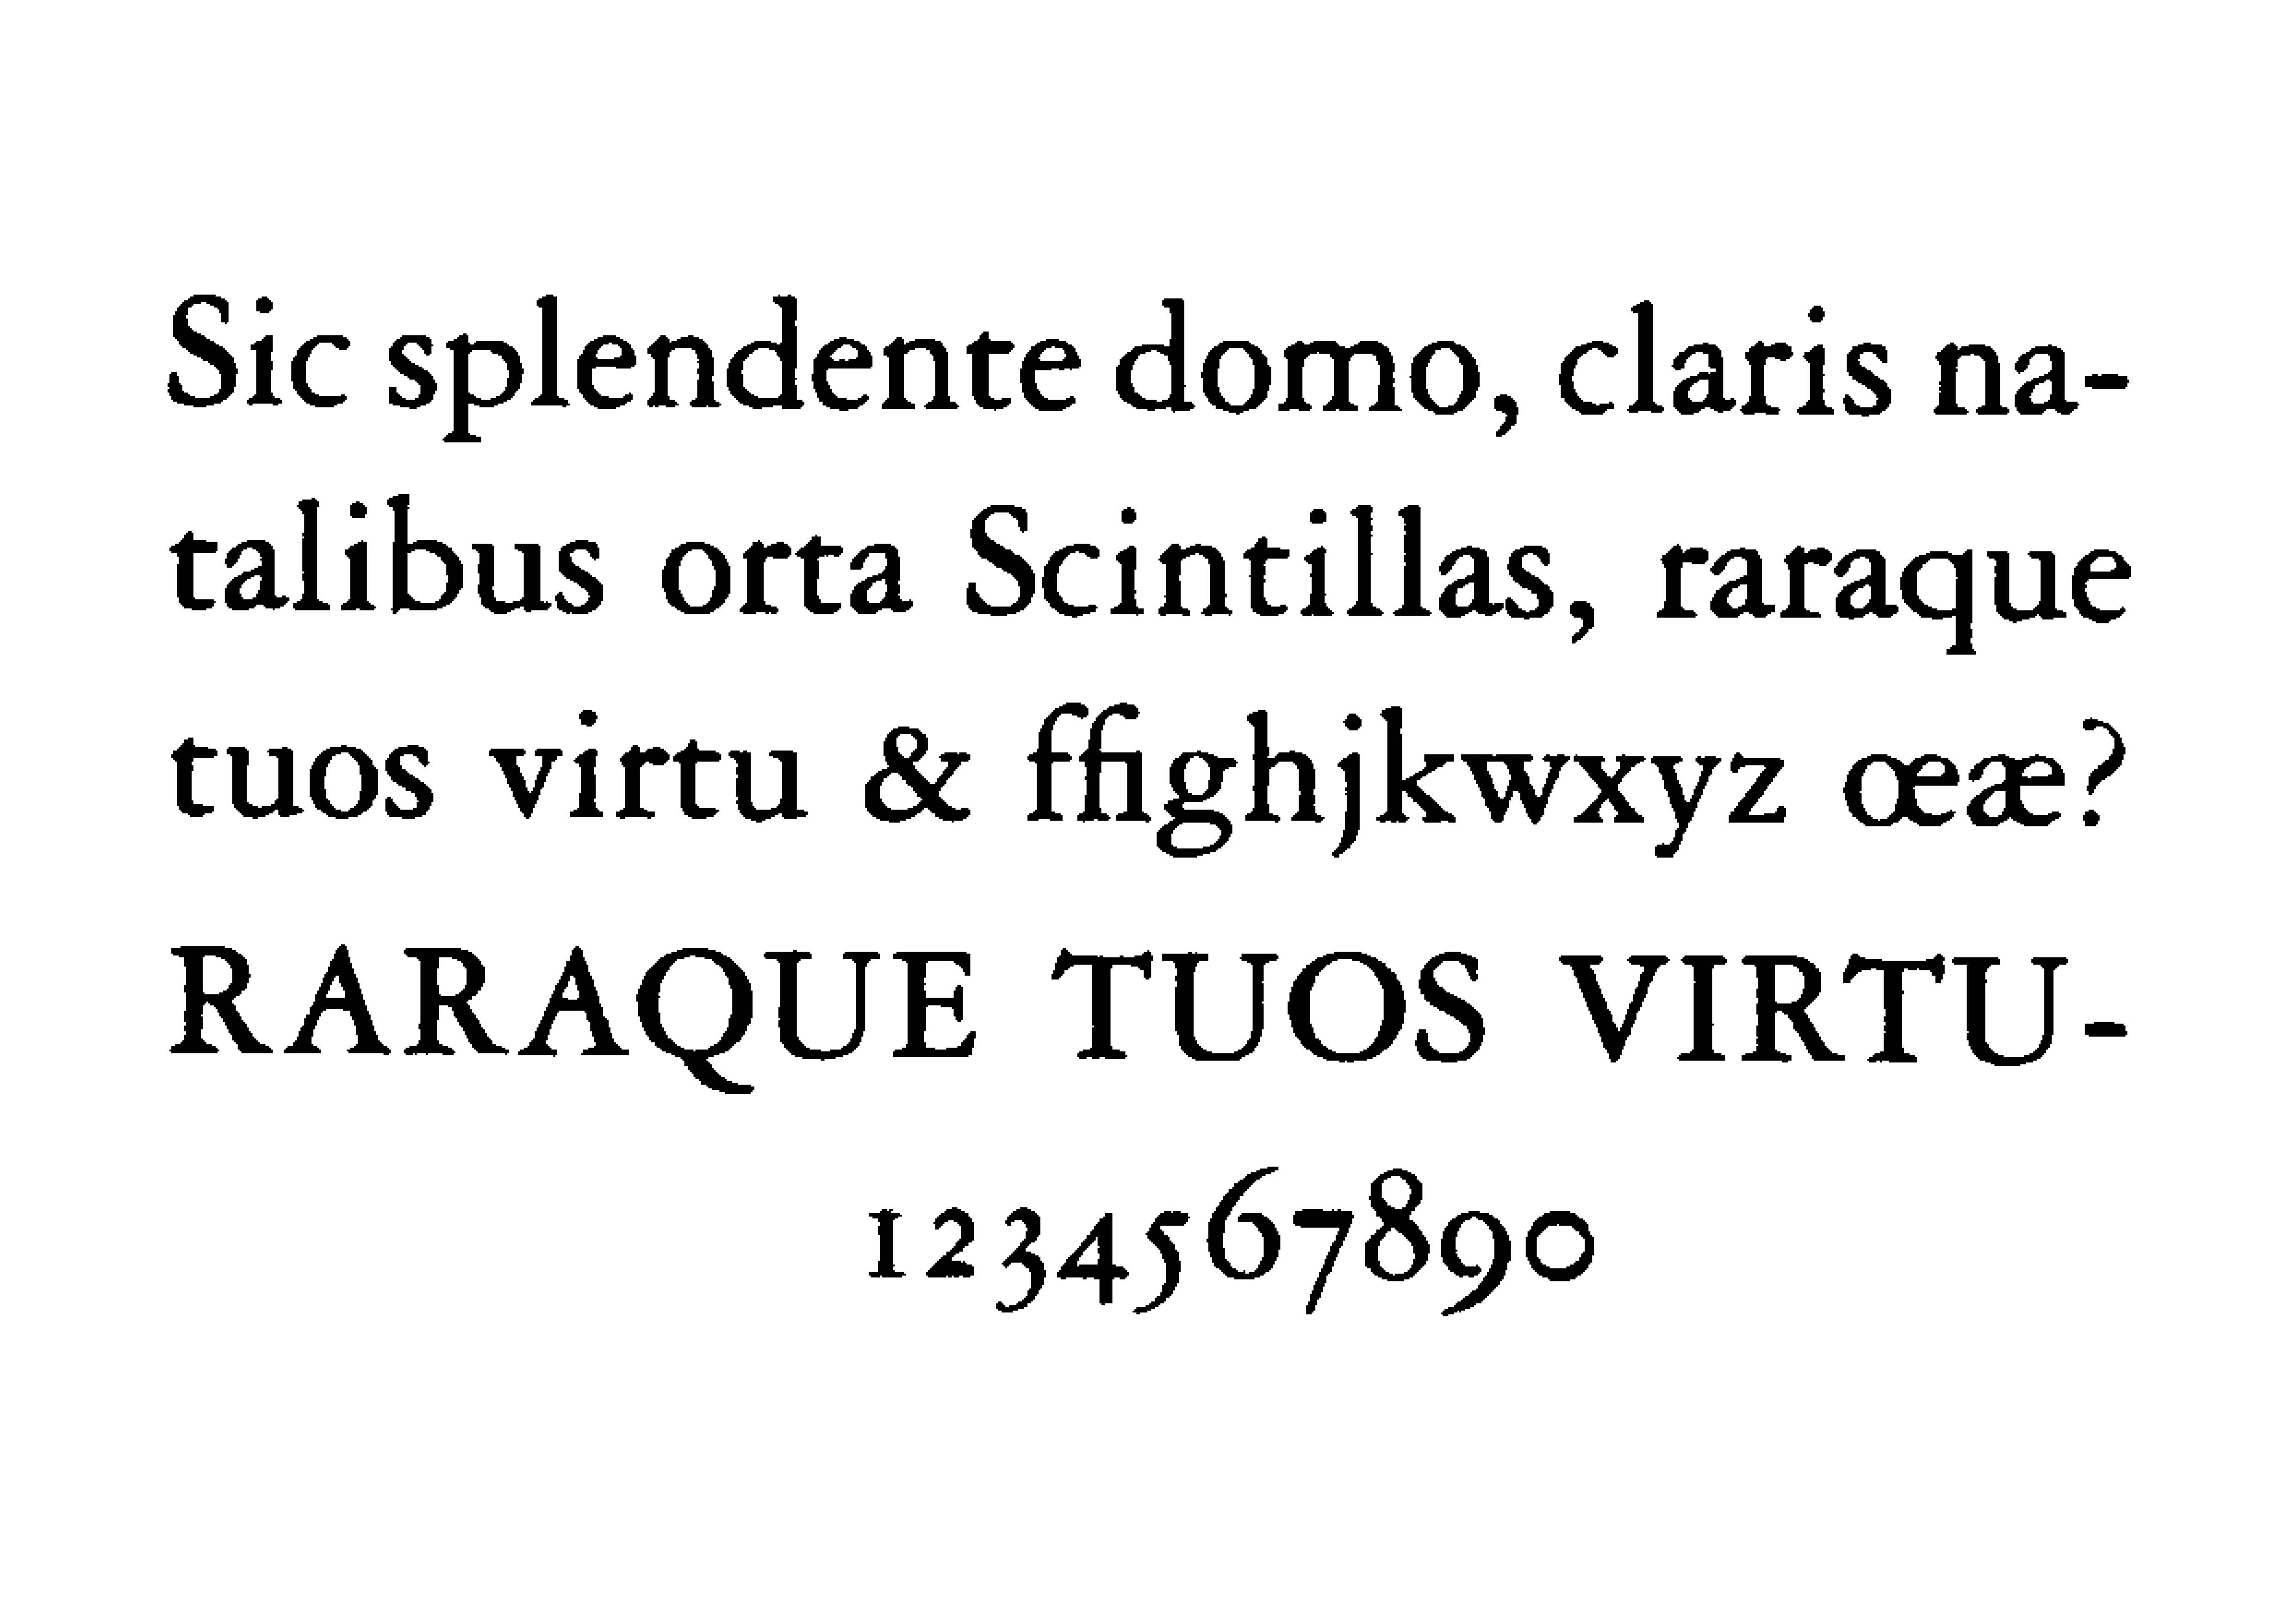 Sic splendente domo, claris na-
talibus orta Scintillas, raraque
tuos virtu & ffighjkwxyz œæ?
RARAQUE TUOS VIRTU-
1234567890